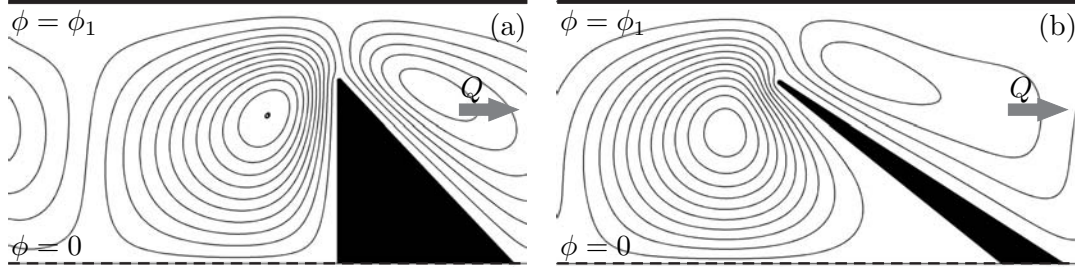 ϕ = ϕ₁
(a)
Q
ϕ = 0
ϕ = ϕ₁
(b)
Q
ϕ = 0